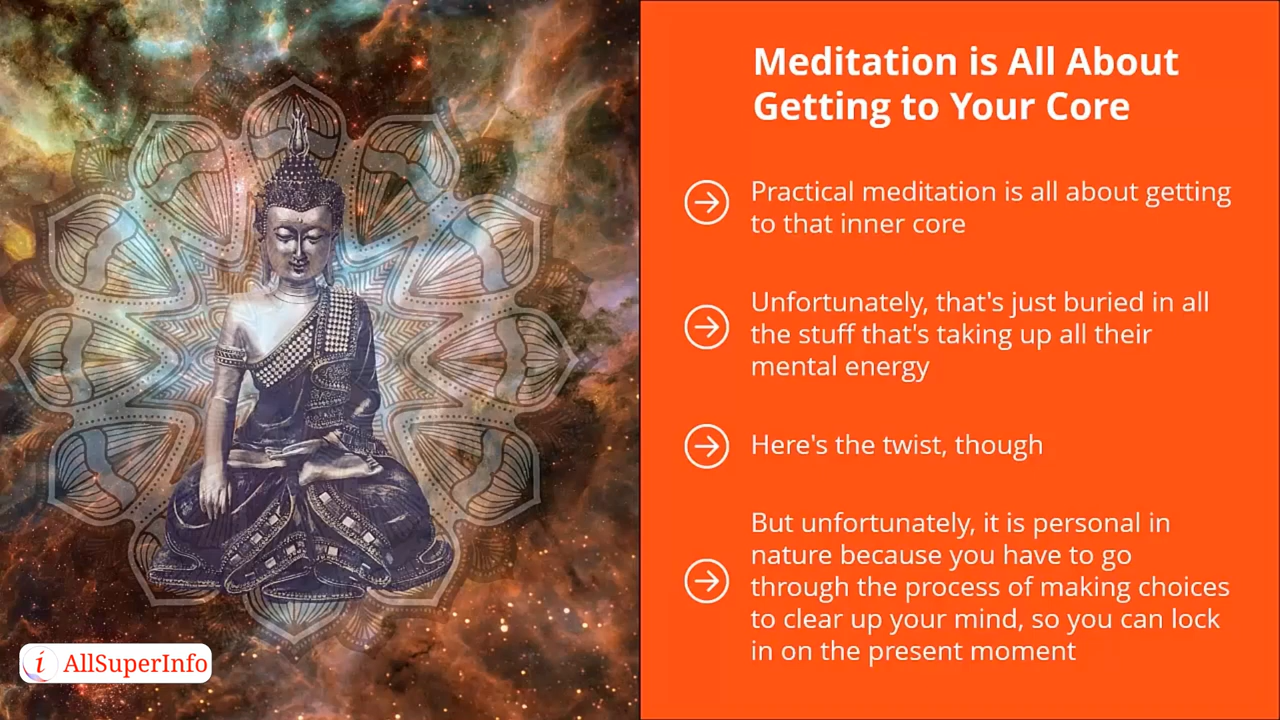 Meditation is All About
Getting to Your Core
Practical meditation is all about getting
to that inner core
Unfortunately, that's just buried in all
the stuff that's taking up all their
mental energy
Here's the twist, though
But unfortunately, it is personal in
nature because you have to go
through the process of making choices
to clear up your mind, so you can lock
in on the present moment
i AllSuperInfo